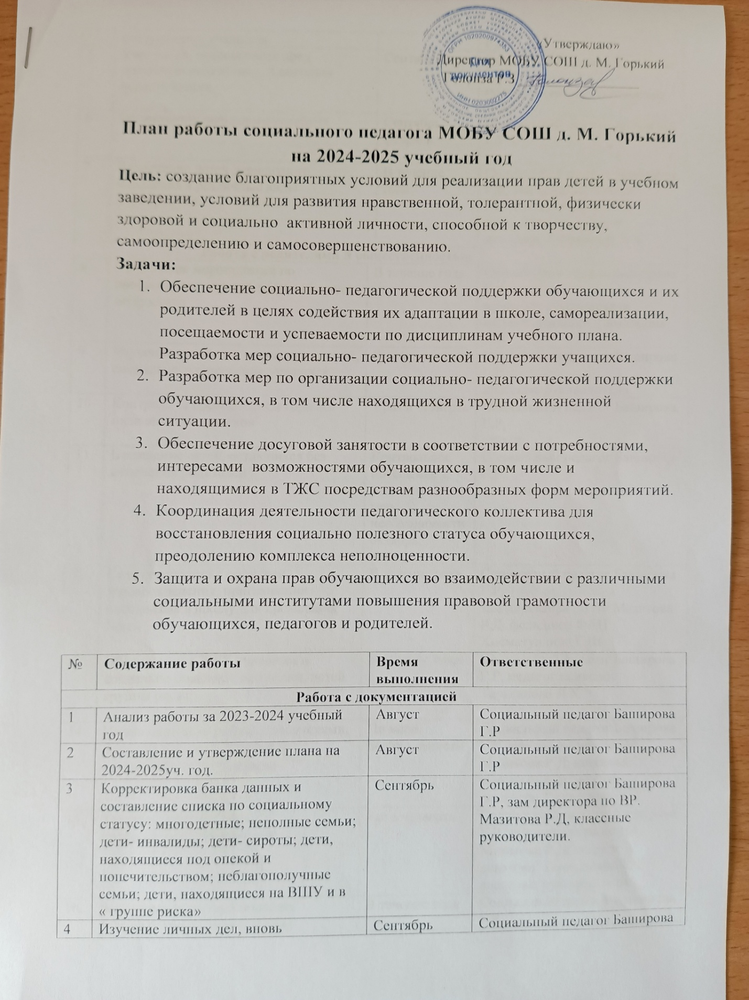 «Утверждаю»
Директор МОБУ СОШ д. М. Горький
Голонза Р.З
ОГРН 1020200974353
Для
документов
ИНН 0203002275
План работы социального педагога МОБУ СОШ д. М. Горький
на 2024-2025 учебный год
Цель: создание благоприятных условий для реализации прав детей в учебном
заведении, условий для развития нравственной, толерантной, физически
здоровой и социально  активной личности, способной к творчеству,
самоопределению и самосовершенствованию.
Задачи:
1. Обеспечение социально- педагогической поддержки обучающихся и их
родителей в целях содействия их адаптации в школе, самореализации,
посещаемости и успеваемости по дисциплинам учебного плана.
Разработка мер социально- педагогической поддержки учащихся.
2. Разработка мер по организации социально- педагогической поддержки
обучающихся, в том числе находящихся в трудной жизненной
ситуации.
3. Обеспечение досуговой занятости в соответствии с потребностями,
интересами  возможностями обучающихся, в том числе и
находящимися в ТЖС посредствам разнообразных форм мероприятий.
4. Координация деятельности педагогического коллектива для
восстановления социально полезного статуса обучающихся,
преодолению комплекса неполноценности.
5. Защита и охрана прав обучающихся во взаимодействии с различными
социальными институтами повышения правовой грамотности
обучающихся, педагогов и родителей.
№ Содержание работы Время Ответственные
выполнения
Работа с документацией
1 Анализ работы за 2023-2024 учебный Август Социальный педагог Баширова
год Г.Р
2 Составление и утверждение плана на Август Социальный педагог Баширова
2024-2025уч. год. Г.Р
3 Корректировка банка данных и Сентябрь Социальный педагог Баширова
составление списка по социальному Г.Р, зам директора по ВР.
статусу: многодетные; неполные семьи; Мазитова Р.Д, классные
дети- инвалиды; дети- сироты; дети, руководители.
находящиеся под опекой и
попечительством; неблагополучные
семьи; дети, находящиеся на ВШУ и в
« группе риска»
4 Изучение личных дел, вновь Сентябрь Социальный педагог Баширова